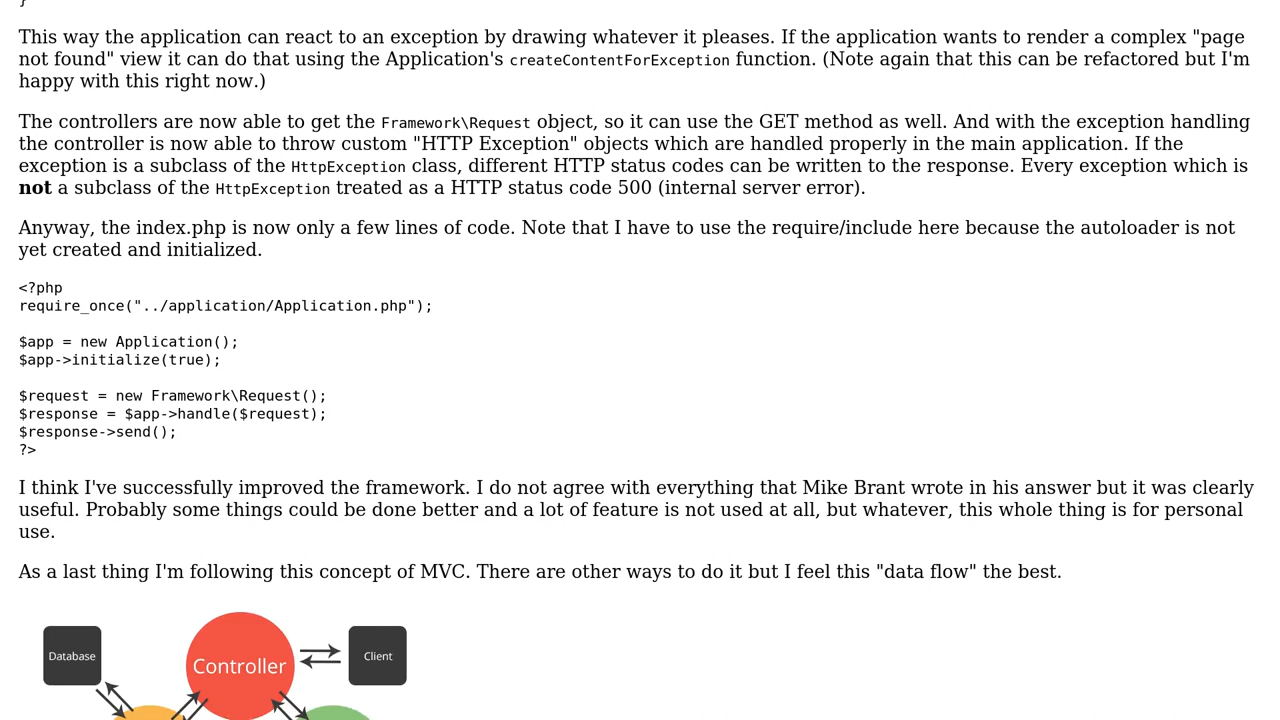 }
This way the application can react to an exception by drawing whatever it pleases. If the application wants to render a complex "page
not found" view it can do that using the Application's createContentForException function. (Note again that this can be refactored but I'm
happy with this right now.)
The controllers are now able to get the Framework\Request object, so it can use the GET method as well. And with the exception handling
the controller is now able to throw custom "HTTP Exception" objects which are handled properly in the main application. If the
exception is a subclass of the HttpException class, different HTTP status codes can be written to the response. Every exception which is
not a subclass of the HttpException treated as a HTTP status code 500 (internal server error).
Anyway, the index.php is now only a few lines of code. Note that I have to use the require/include here because the autoloader is not
yet created and initialized.
<?php
require_once("../application/Application.php");
$app = new Application();
$app->initialize(true);
$request = new Framework\Request();
$response = $app->handle($request);
$response->send();
?>
I think I've successfully improved the framework. I do not agree with everything that Mike Brant wrote in his answer but it was clearly
useful. Probably some things could be done better and a lot of feature is not used at all, but whatever, this whole thing is for personal
use.
As a last thing I'm following this concept of MVC. There are other ways to do it but I feel this "data flow" the best.
Database
Controller
Client